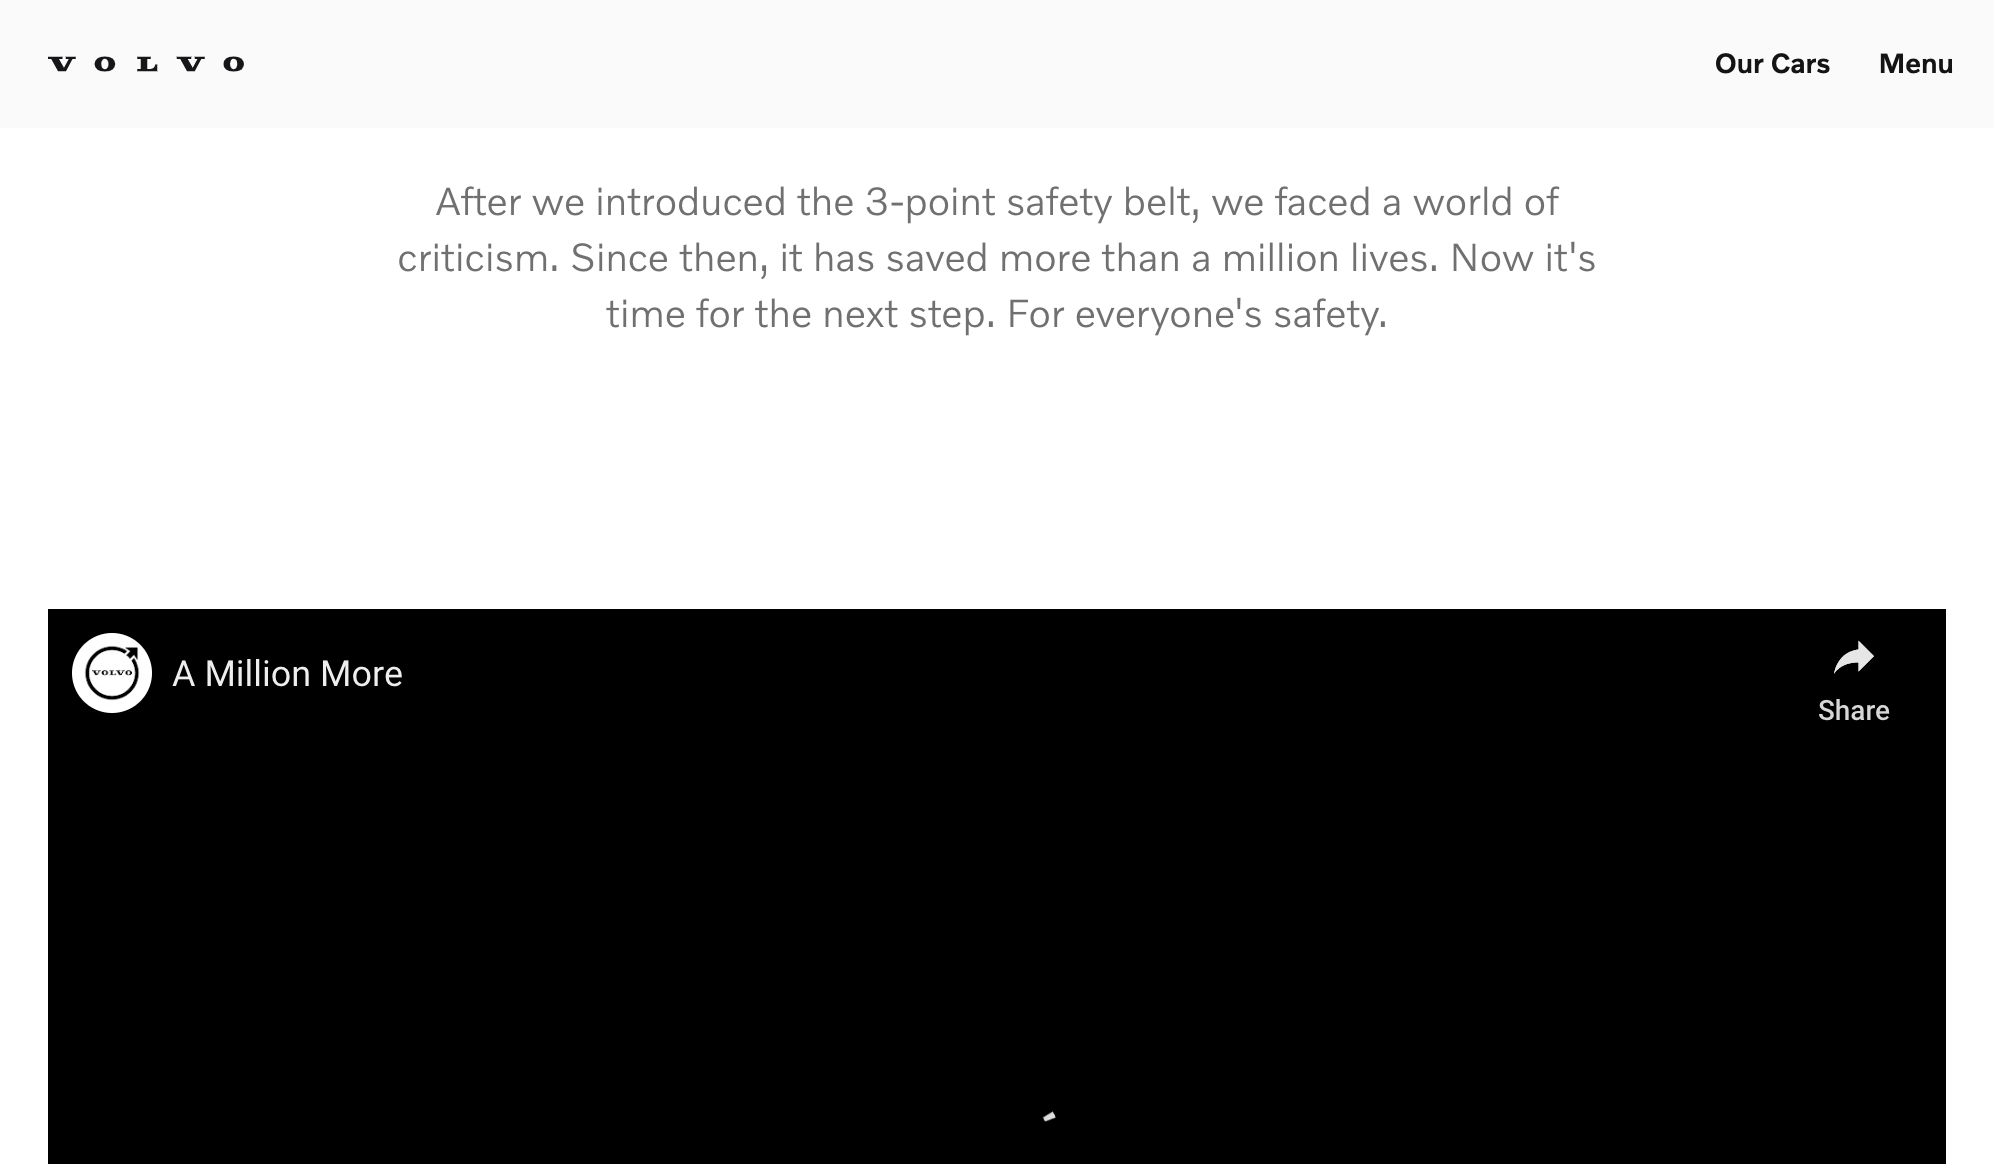 VOLVO
Our Cars
Menu
After we introduced the 3-point safety belt, we faced a world of
criticism. Since then, it has saved more than a million lives. Now it's
time for the next step. For everyone's safety.
VOLVO
A Million More
Share